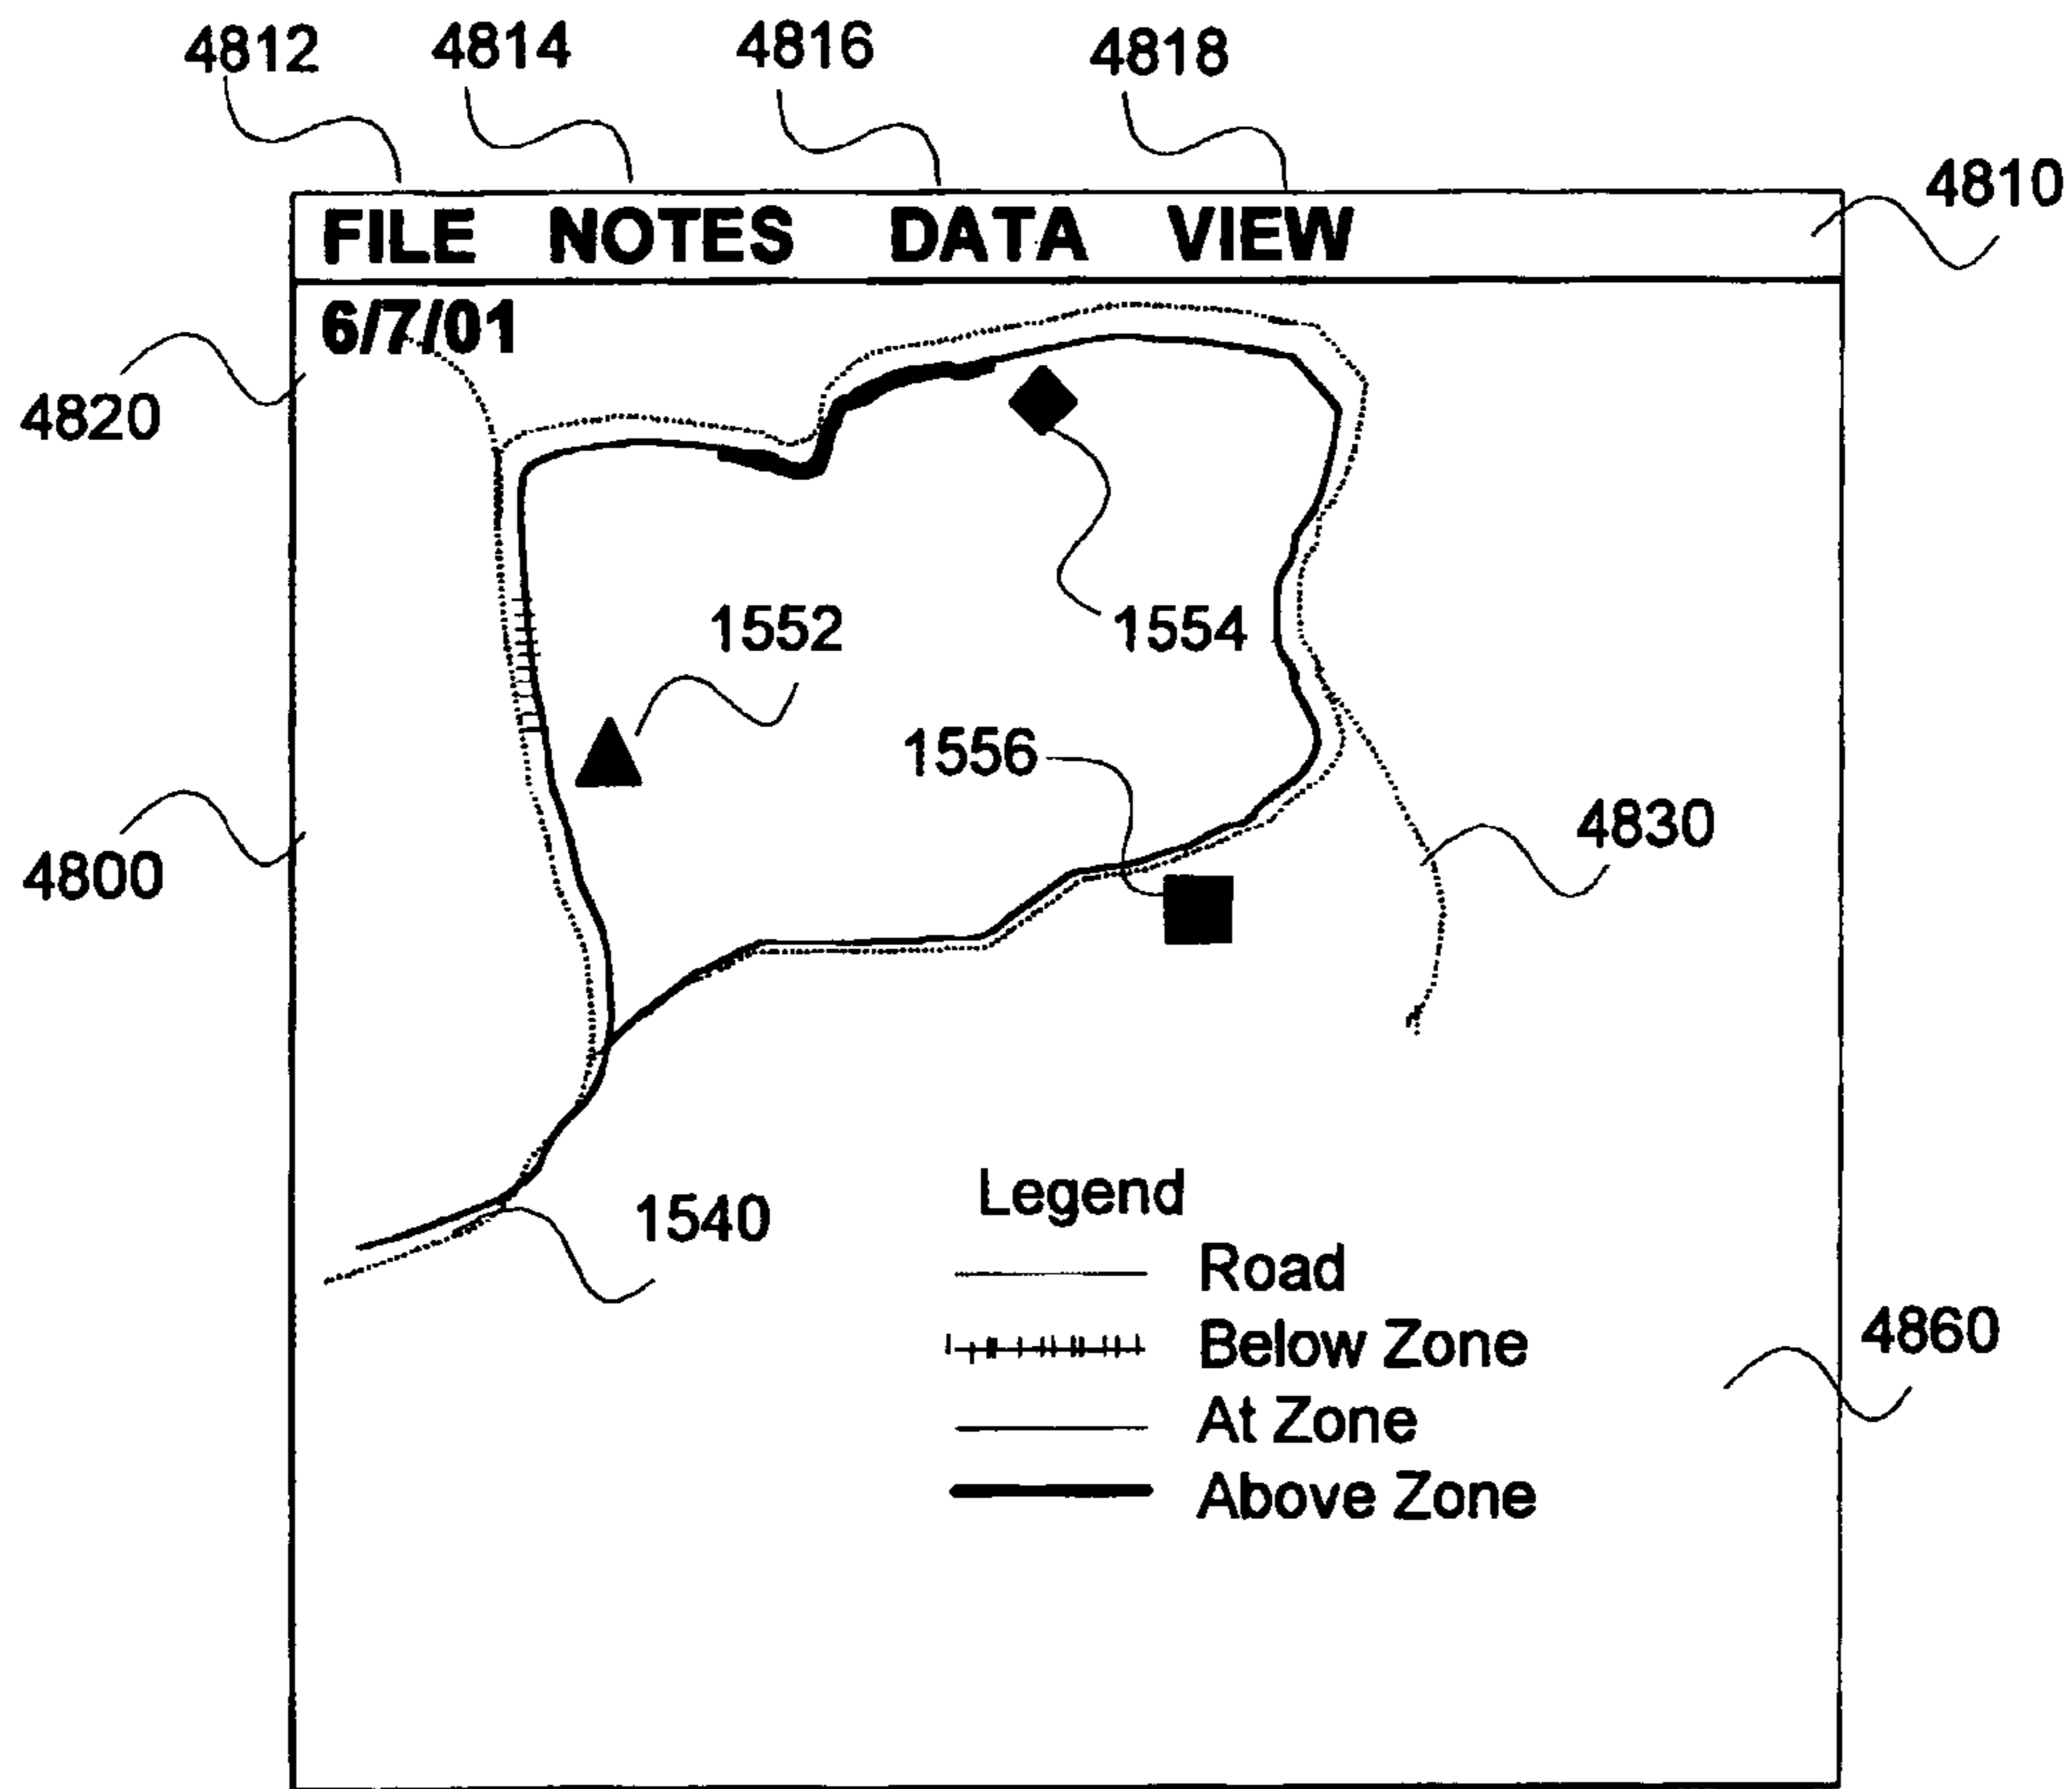 4812 4814 4816 4818
4810
FILE NOTES DATA VIEW
6/7/01
4820
1552
1554
1556
4830
4800
1540
Legend
Road
Below Zone
4860
At Zone
Above Zone